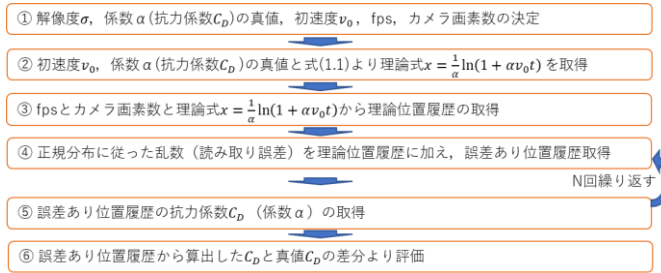 ① 解像度σ，係数α(抗力係数C_D)の真値，初速度v₀，fps，カメラ画素数の決定
② 初速度v₀，係数α(抗力係数C_D)の真値と式(1.1)より理論式x = 1/α ln(1 + αv₀t) を取得
③ fpsとカメラ画素数と理論式x = 1/α ln(1 + αv₀t)から理論位置履歴の取得
④ 正規分布に従った乱数（読み取り誤差）を理論位置履歴に加え，誤差あり位置履歴取得
N回繰り返す
⑤ 誤差あり位置履歴の抗力係数C_D（係数α）の取得
⑥ 誤差あり位置履歴から算出したC_Dと真値C_Dの差分より評価